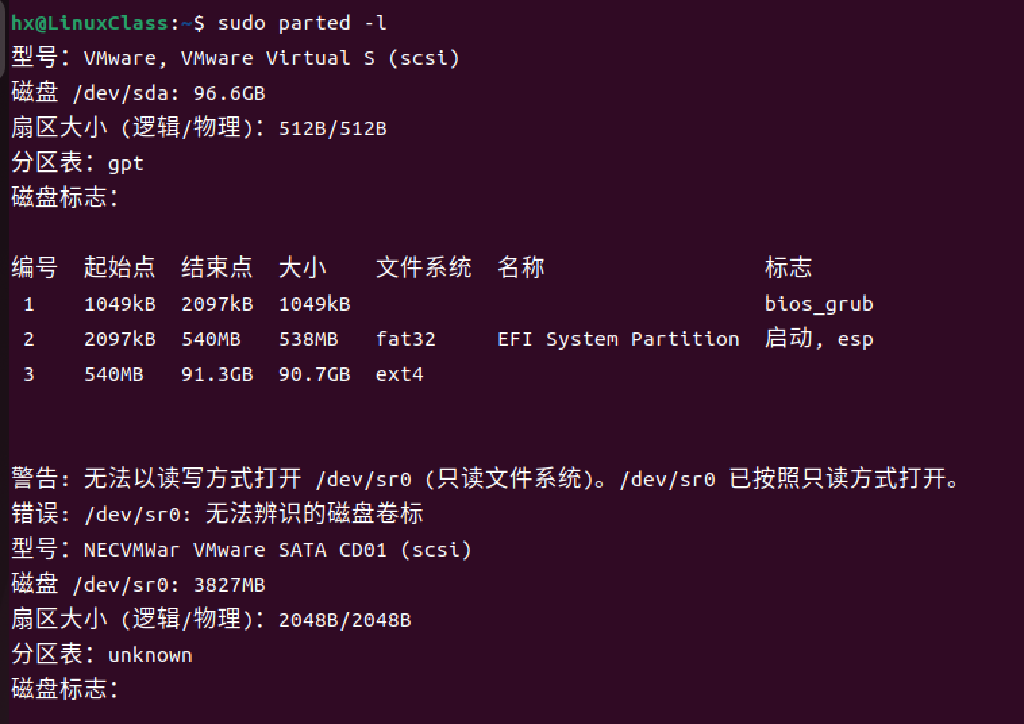 hx@LinuxClass:~$ sudo parted -l
型号：VMware, VMware Virtual S (scsi)
磁盘 /dev/sda: 96.6GB
扇区大小 (逻辑/物理)：512B/512B
分区表：gpt
磁盘标志：
编号  起始点  结束点  大小  文件系统  名称  标志
1  1049kB  2097kB  1049kB  bios_grub
2  2097kB  540MB  538MB  fat32  EFI System Partition  启动, esp
3  540MB  91.3GB  90.7GB  ext4
警告: 无法以读写方式打开 /dev/sr0 (只读文件系统)。/dev/sr0 已按照只读方式打开。
错误: /dev/sr0: 无法辨识的磁盘卷标
型号：NECVMWar VMware SATA CD01 (scsi)
磁盘 /dev/sr0: 3827MB
扇区大小 (逻辑/物理)：2048B/2048B
分区表：unknown
磁盘标志：